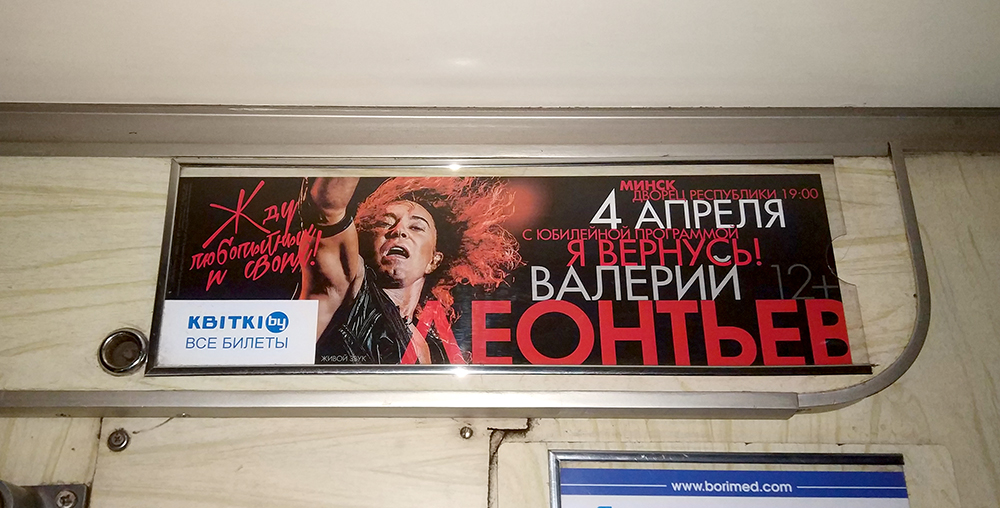 Жду
любопытных
и своих!
КВІТКІ by
ВСЕ БИЛЕТЫ
ЖИВОЙ ЗВУК
МИНСК
ДВОРЕЦ РЕСПУБЛИКИ 19:00
4 АПРЕЛЯ
С ЮБИЛЕЙНОЙ ПРОГРАММОЙ
Я ВЕРНУСЬ!
ВАЛЕРИЙ 12+
ЛЕОНТЬЕВ
www.borimed.com